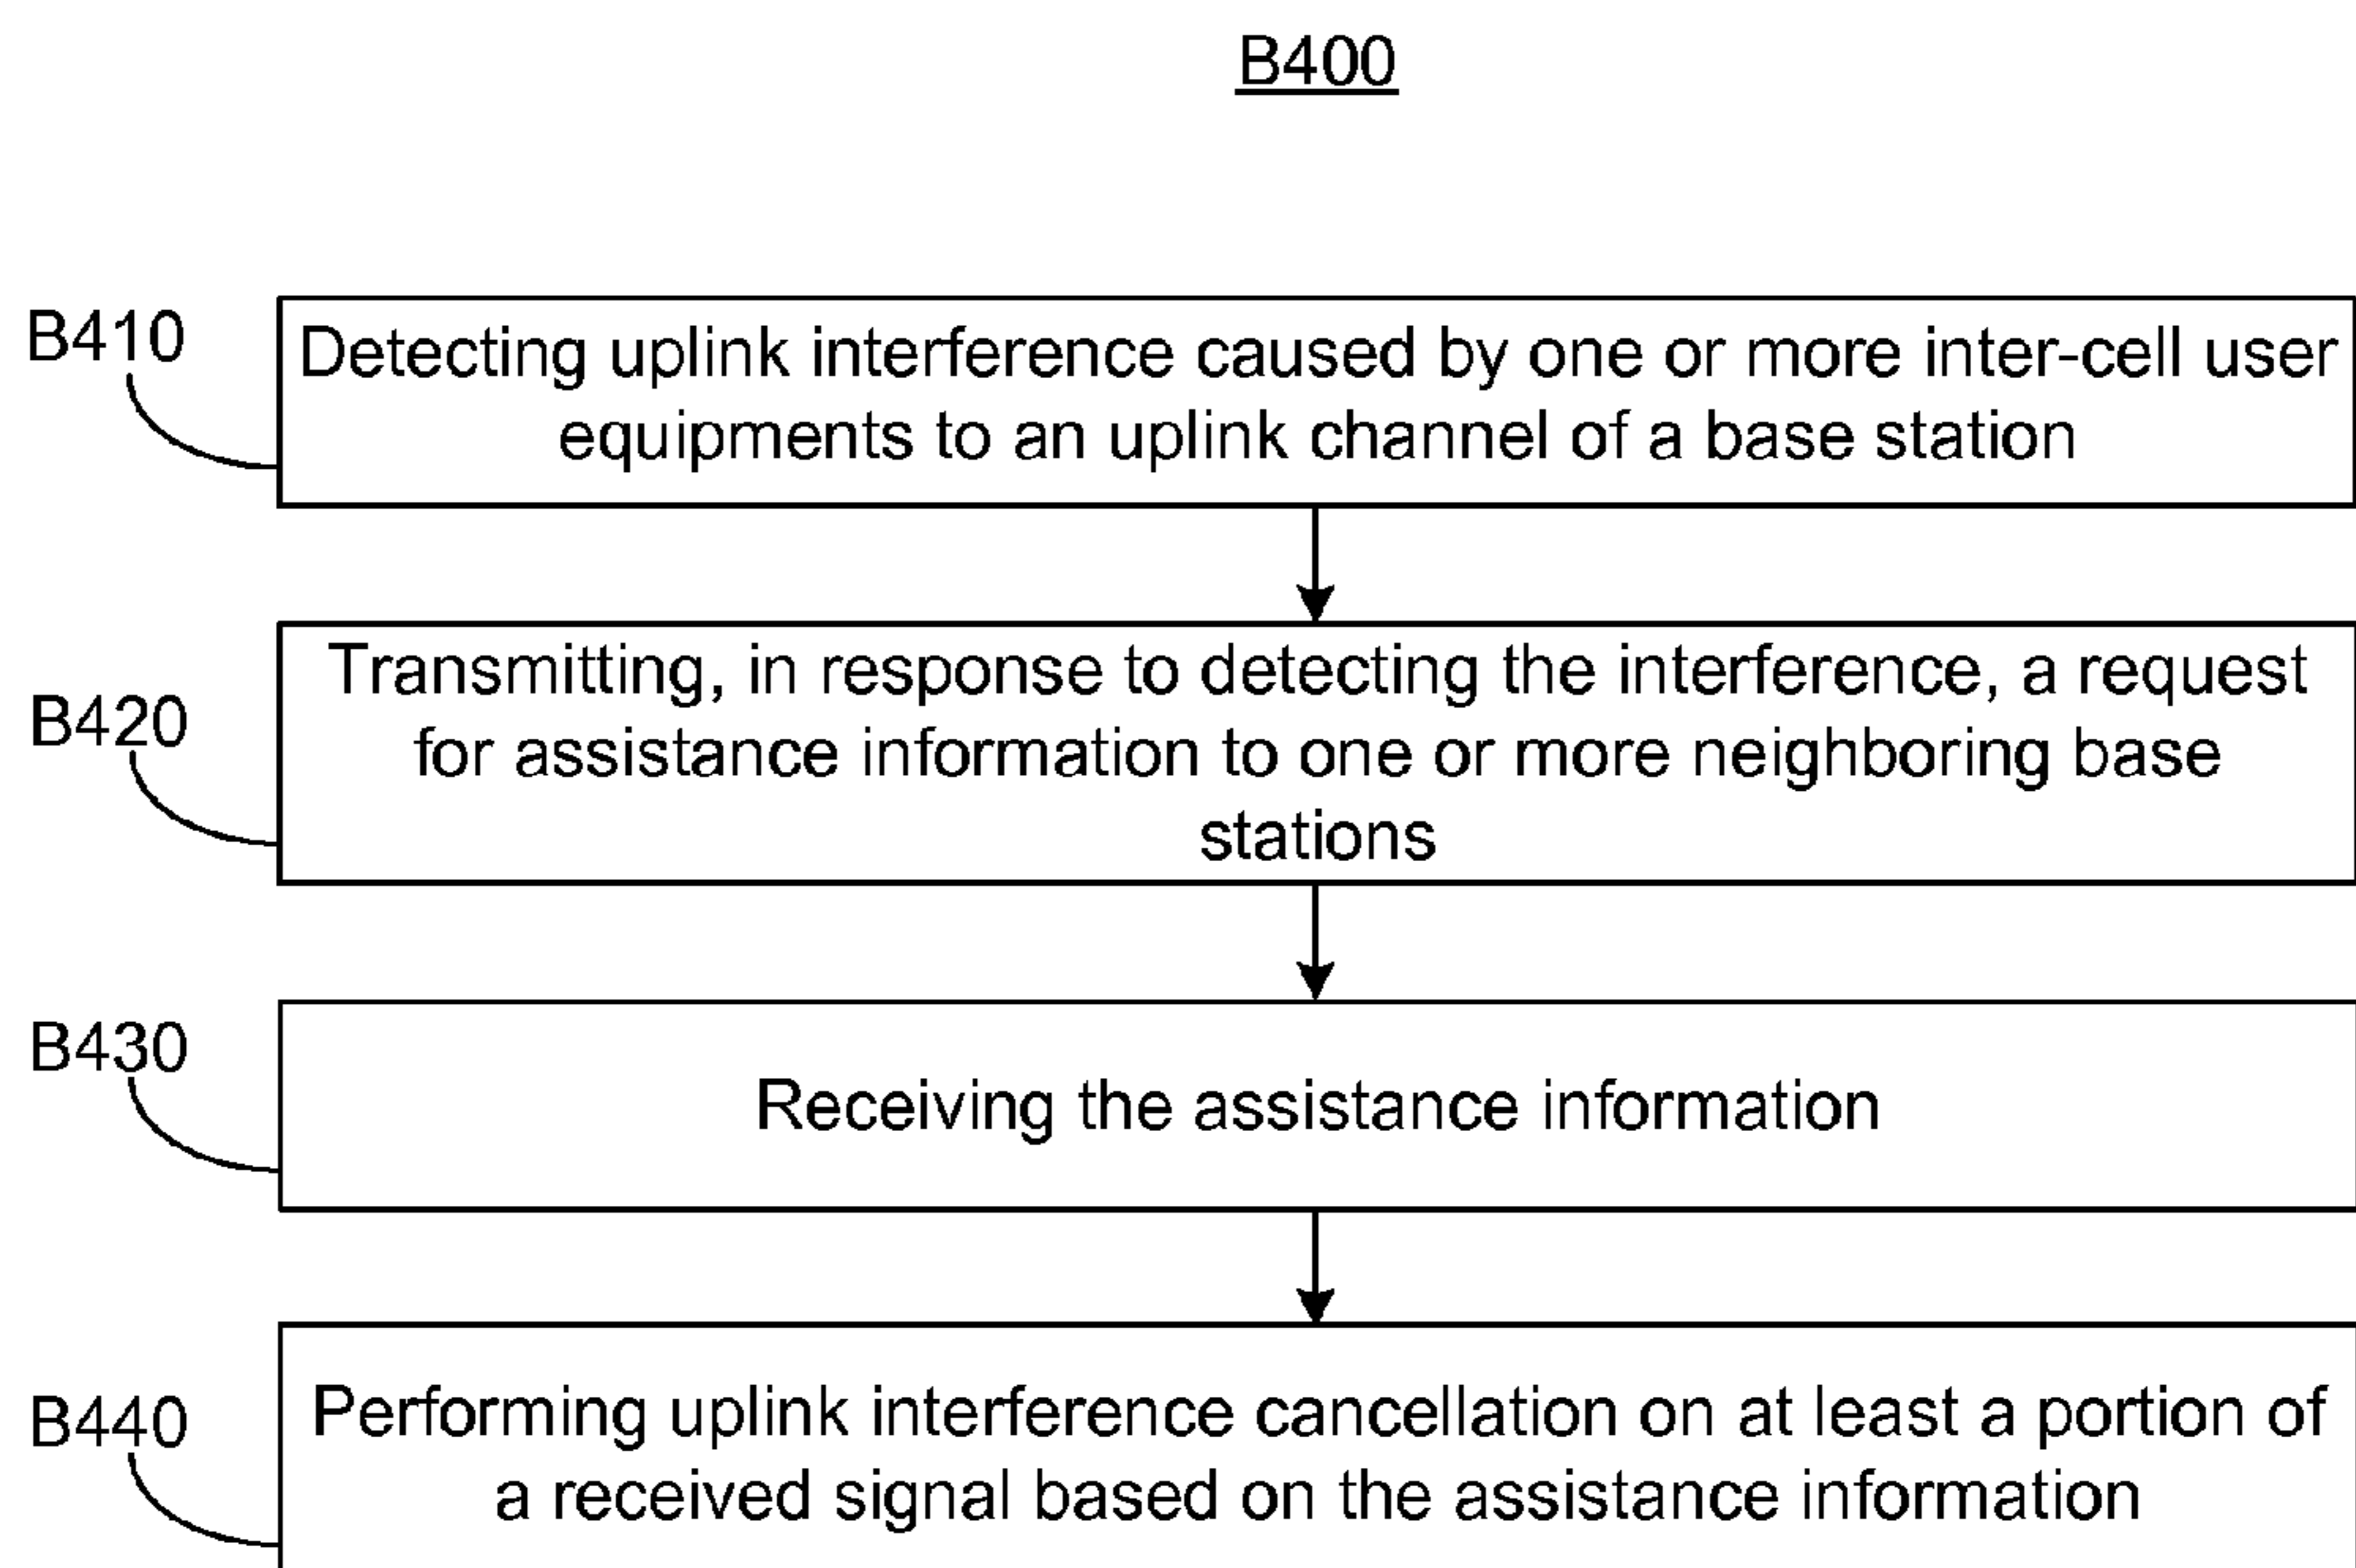 B400
B410
Detecting uplink interference caused by one or more inter-cell user
equipments to an uplink channel of a base station
B420
Transmitting, in response to detecting the interference, a request
for assistance information to one or more neighboring base
stations
B430
Receiving the assistance information
B440
Performing uplink interference cancellation on at least a portion of
a received signal based on the assistance information